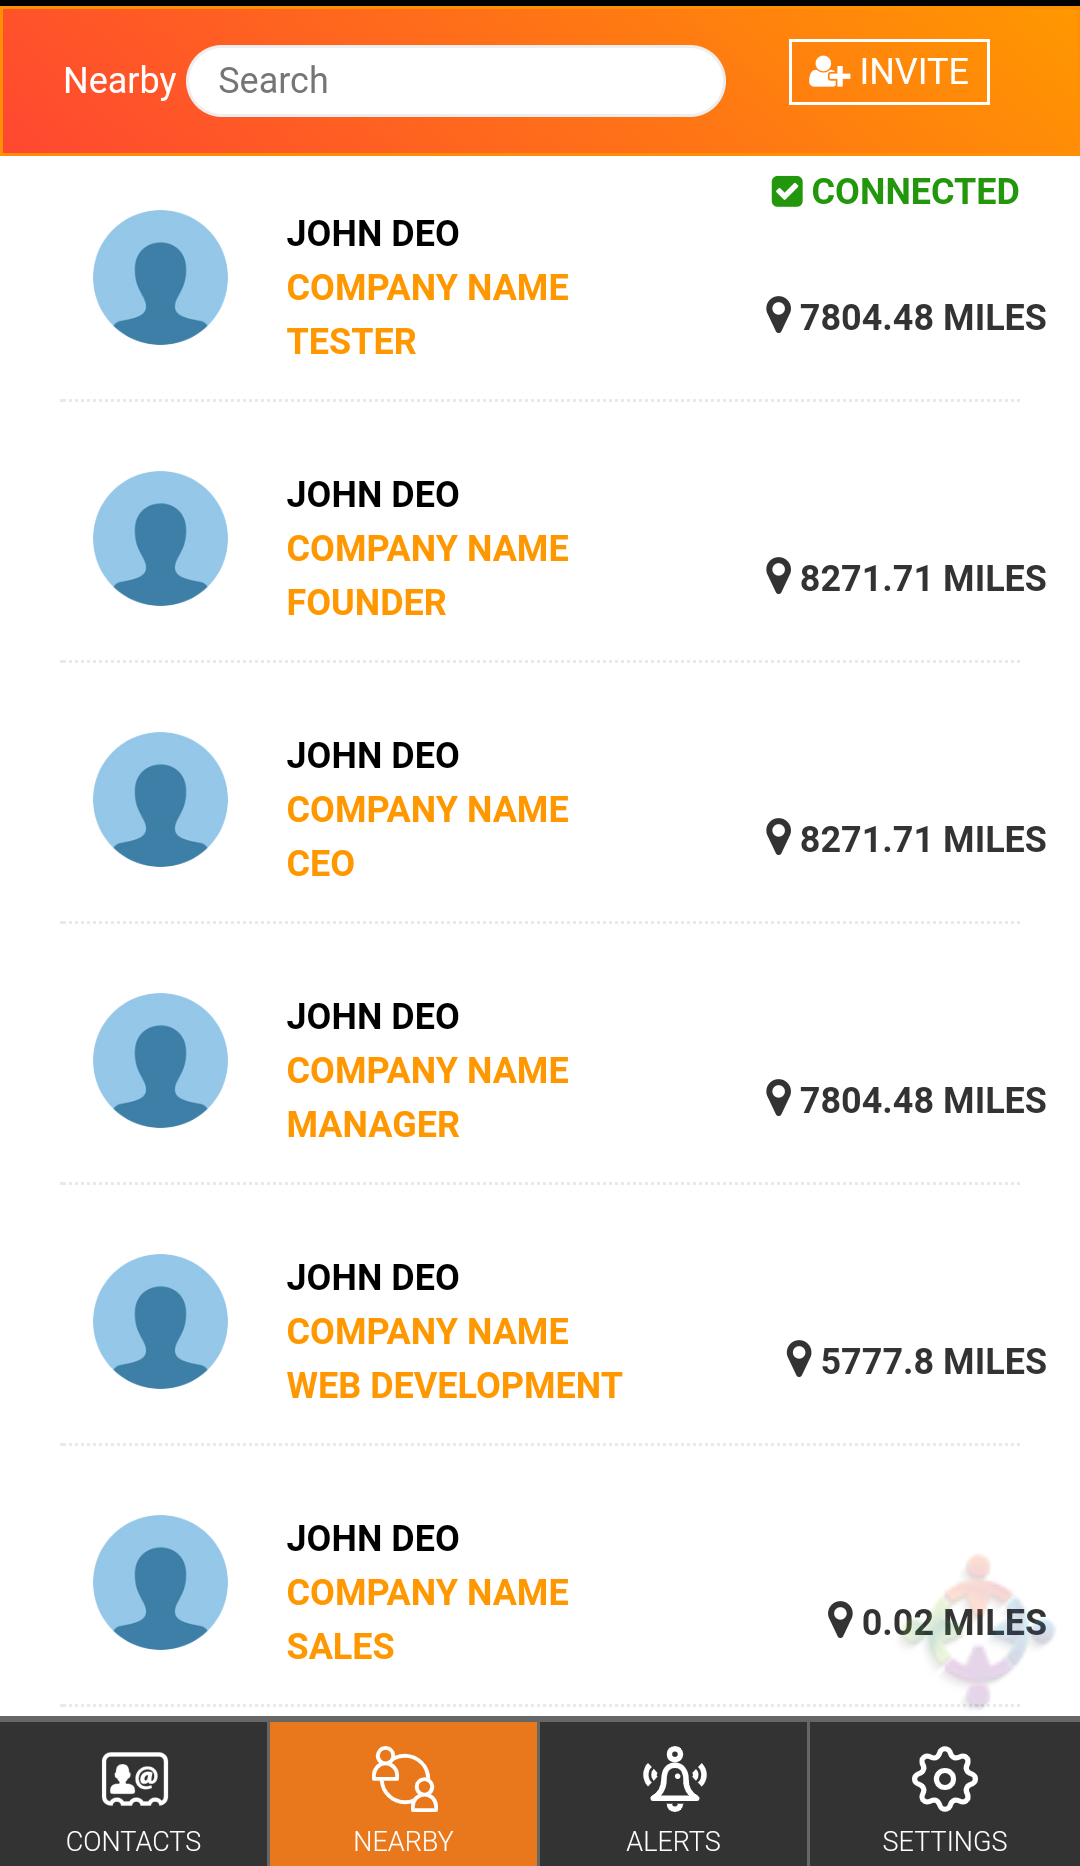 Nearby
Search
INVITE
CONNECTED
JOHN DEO
COMPANY NAME
TESTER
7804.48 MILES
JOHN DEO
COMPANY NAME
FOUNDER
8271.71 MILES
JOHN DEO
COMPANY NAME
CEO
8271.71 MILES
JOHN DEO
COMPANY NAME
MANAGER
7804.48 MILES
JOHN DEO
COMPANY NAME
WEB DEVELOPMENT
5777.8 MILES
JOHN DEO
COMPANY NAME
SALES
0.02 MILES
CONTACTS
NEARBY
ALERTS
SETTINGS